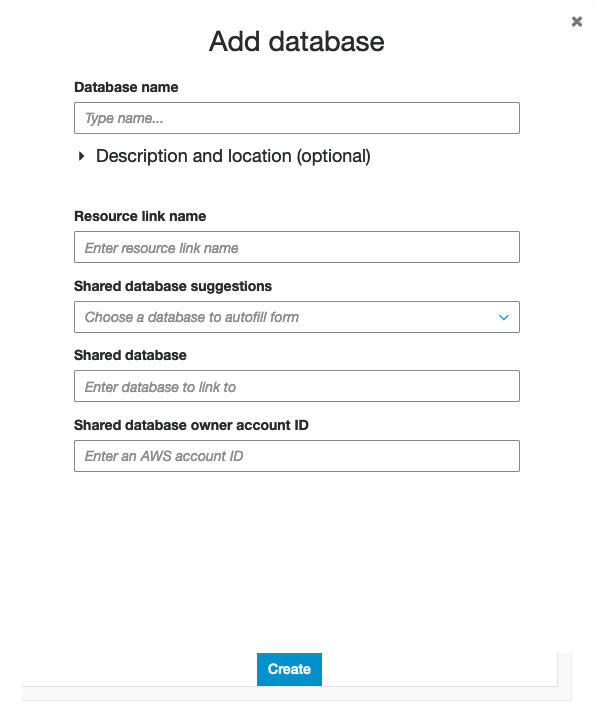 Add database
Database name
Type name...
Description and location (optional)
Resource link name
Enter resource link name
Shared database suggestions
Choose a database to autofill form
Shared database
Enter database to link to
Shared database owner account ID
Enter an AWS account ID
Create